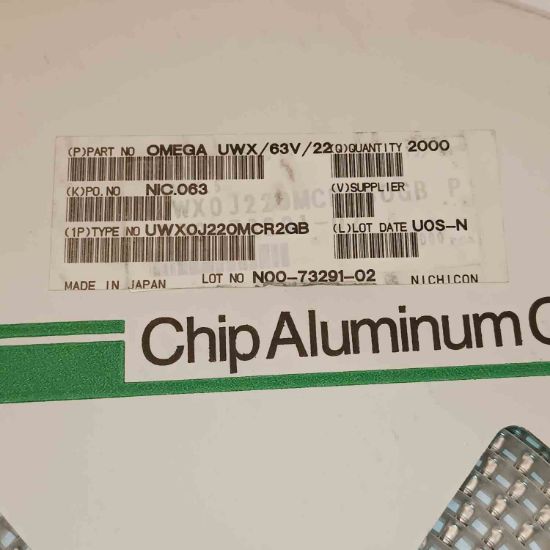 (P)PART NO OMEGA UWX/63V/22 (Q)QUANTITY 2000
(K)PO.NO NIC.063 (V)SUPPLIER
(1P)TYPE NO UWX0J220MCR2GB (L)LOT DATE U0S-N
MADE IN JAPAN LOT NO N00-73291-02 NICHICON
Chip Aluminum